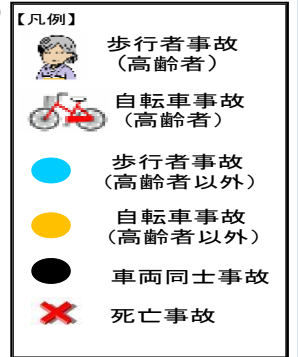 【凡例】
歩行者事故
（高齢者）
自転車事故
（高齢者）
歩行者事故
（高齢者以外）
自転車事故
（高齢者以外）
車両同士事故
死亡事故